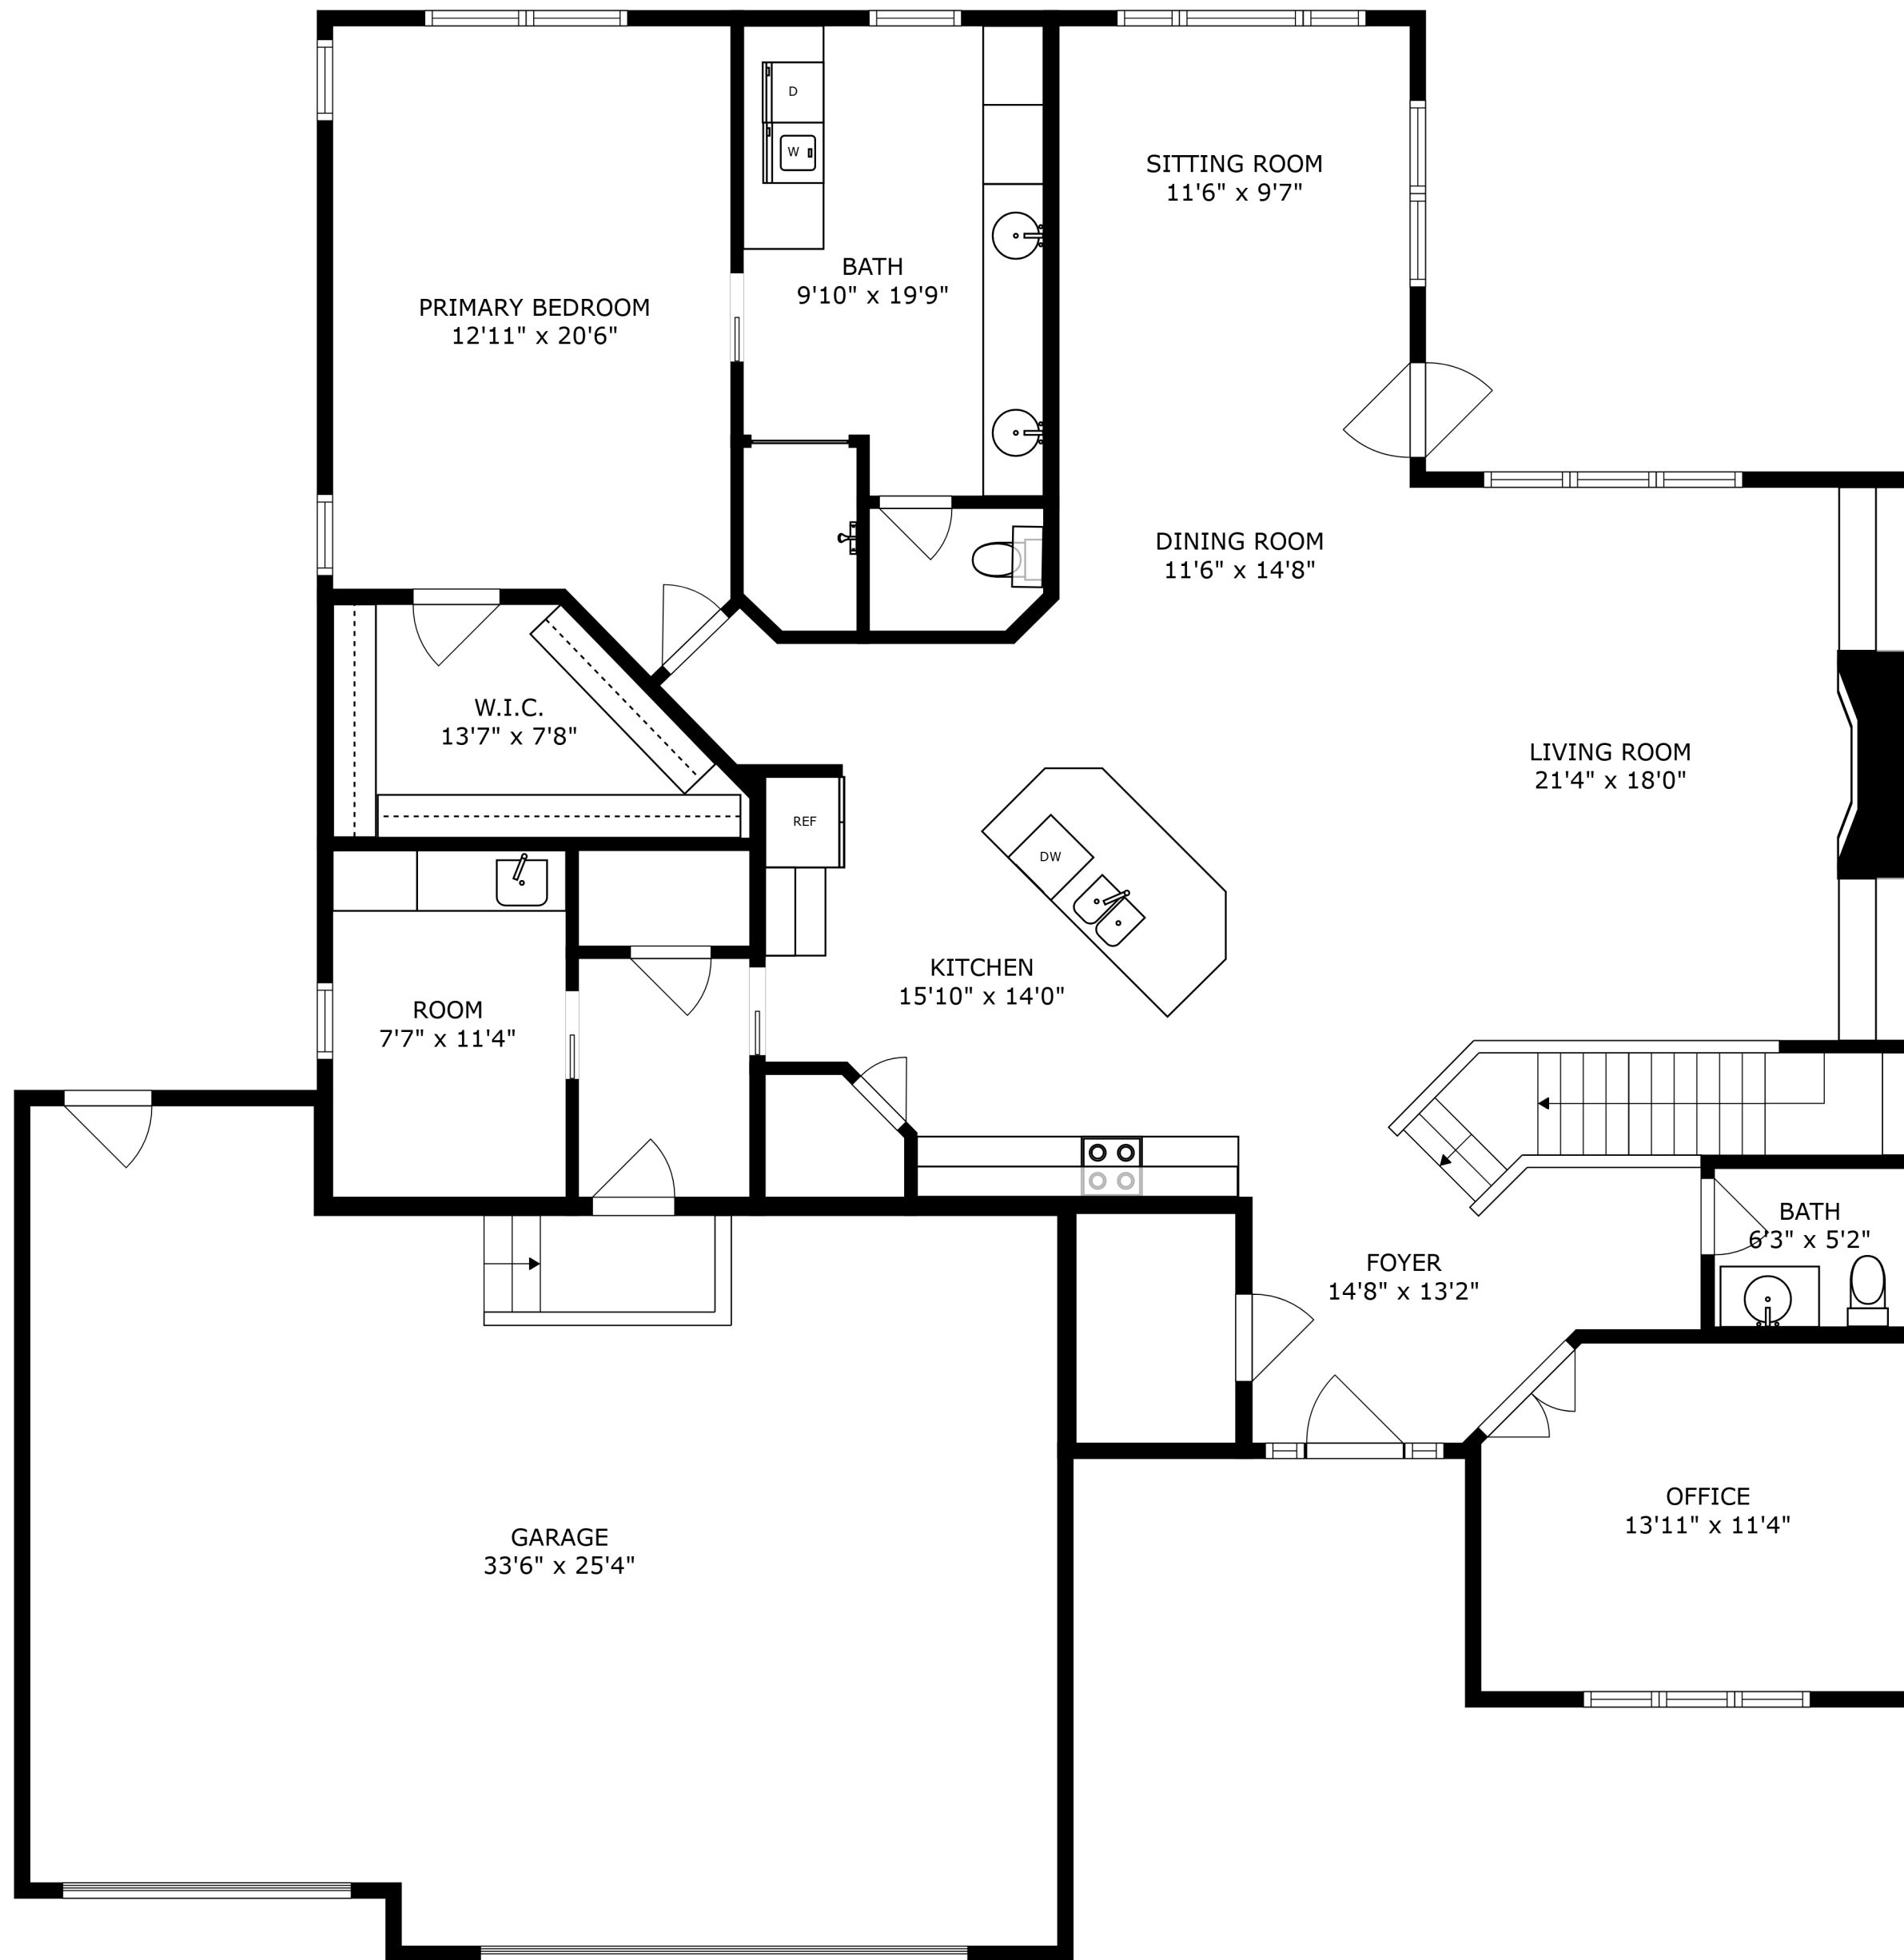 D
W
SITTING ROOM
11'6" x 9'7"
BATH
9'10" x 19'9"
PRIMARY BEDROOM
12'11" x 20'6"
DINING ROOM
11'6" x 14'8"
W.I.C.
13'7" x 7'8"
LIVING ROOM
21'4" x 18'0"
REF
DW
KITCHEN
15'10" x 14'0"
ROOM
7'7" x 11'4"
BATH
6'3" x 5'2"
FOYER
14'8" x 13'2"
OFFICE
13'11" x 11'4"
GARAGE
33'6" x 25'4"